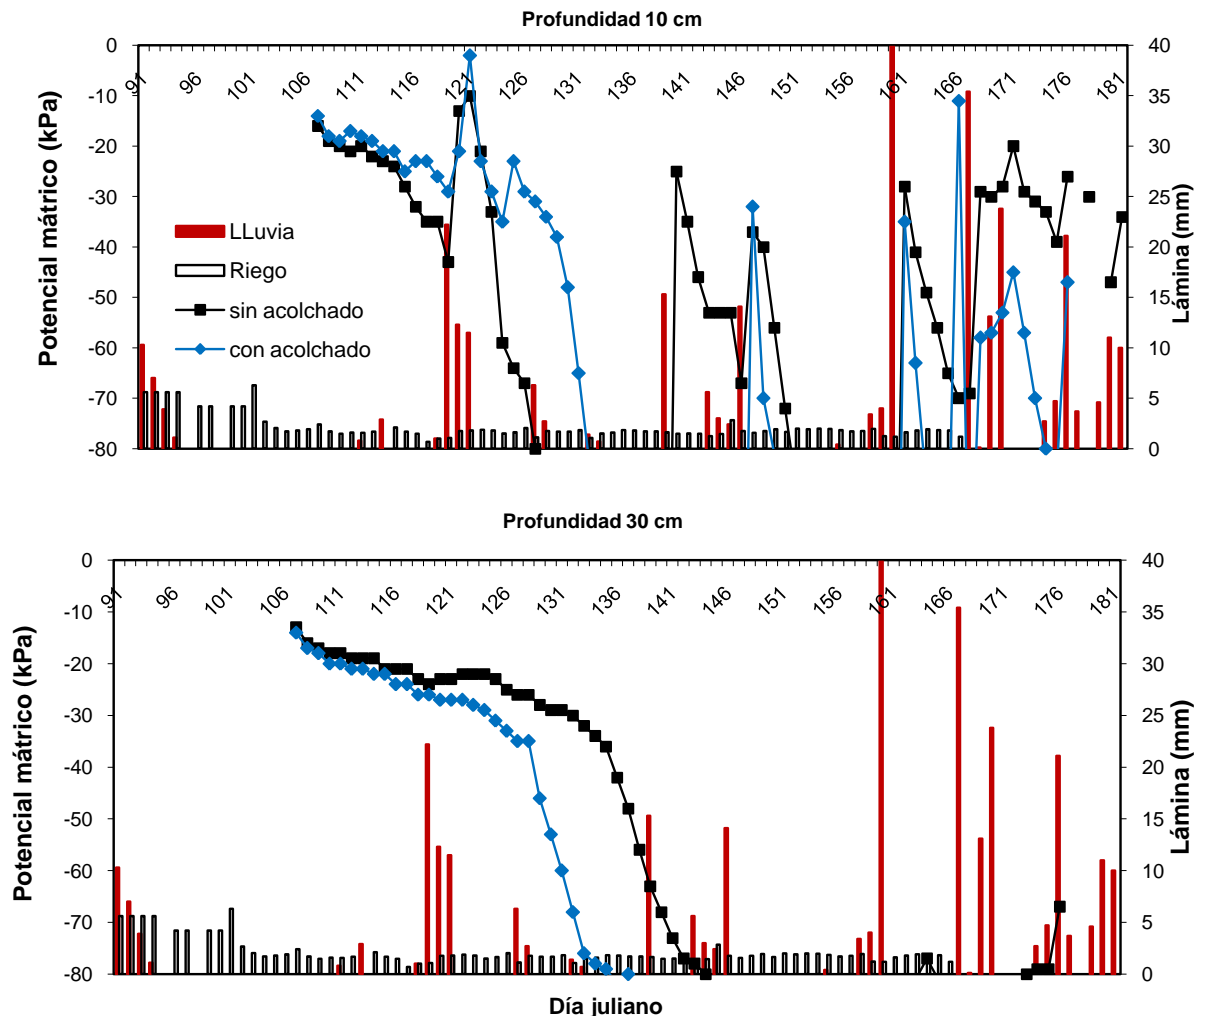 Profundidad 10 cm
0 40
91 96 101 106 111 116 121 126 131 141 146 151 156 161 166 171 176 181
-10 35
-20 30
-30 25
-40 20
-50 15
-60 10
-70 5
-80 0
Potencial mátrico (kPa)
Lámina (mm)
LLuvia
Riego
sin acolchado
con acolchado
Profundidad 30 cm
0 40
91 96 101 106 111 116 121 126 131 136 141 146 151 156 161 166 171 176 181
-10 35
-20 30
-30 25
-40 20
-50 15
-60 10
-70 5
-80 0
Potencial mátrico (kPa)
Lámina (mm)
Día juliano